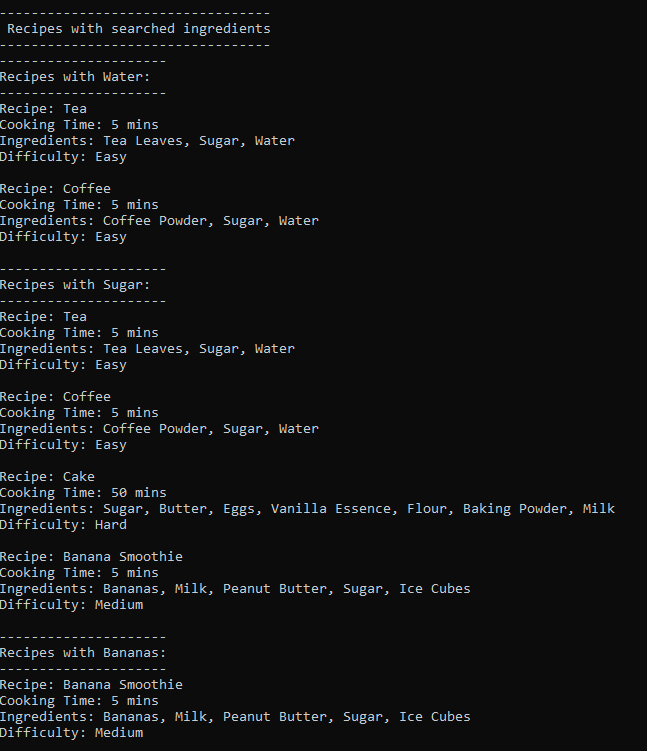 ----------------------------------
 Recipes with searched ingredients
----------------------------------
---------------------
Recipes with Water:
---------------------
Recipe: Tea
Cooking Time: 5 mins
Ingredients: Tea Leaves, Sugar, Water
Difficulty: Easy

Recipe: Coffee
Cooking Time: 5 mins
Ingredients: Coffee Powder, Sugar, Water
Difficulty: Easy

---------------------
Recipes with Sugar:
---------------------
Recipe: Tea
Cooking Time: 5 mins
Ingredients: Tea Leaves, Sugar, Water
Difficulty: Easy

Recipe: Coffee
Cooking Time: 5 mins
Ingredients: Coffee Powder, Sugar, Water
Difficulty: Easy

Recipe: Cake
Cooking Time: 50 mins
Ingredients: Sugar, Butter, Eggs, Vanilla Essence, Flour, Baking Powder, Milk
Difficulty: Hard

Recipe: Banana Smoothie
Cooking Time: 5 mins
Ingredients: Bananas, Milk, Peanut Butter, Sugar, Ice Cubes
Difficulty: Medium

---------------------
Recipes with Bananas:
---------------------
Recipe: Banana Smoothie
Cooking Time: 5 mins
Ingredients: Bananas, Milk, Peanut Butter, Sugar, Ice Cubes
Difficulty: Medium